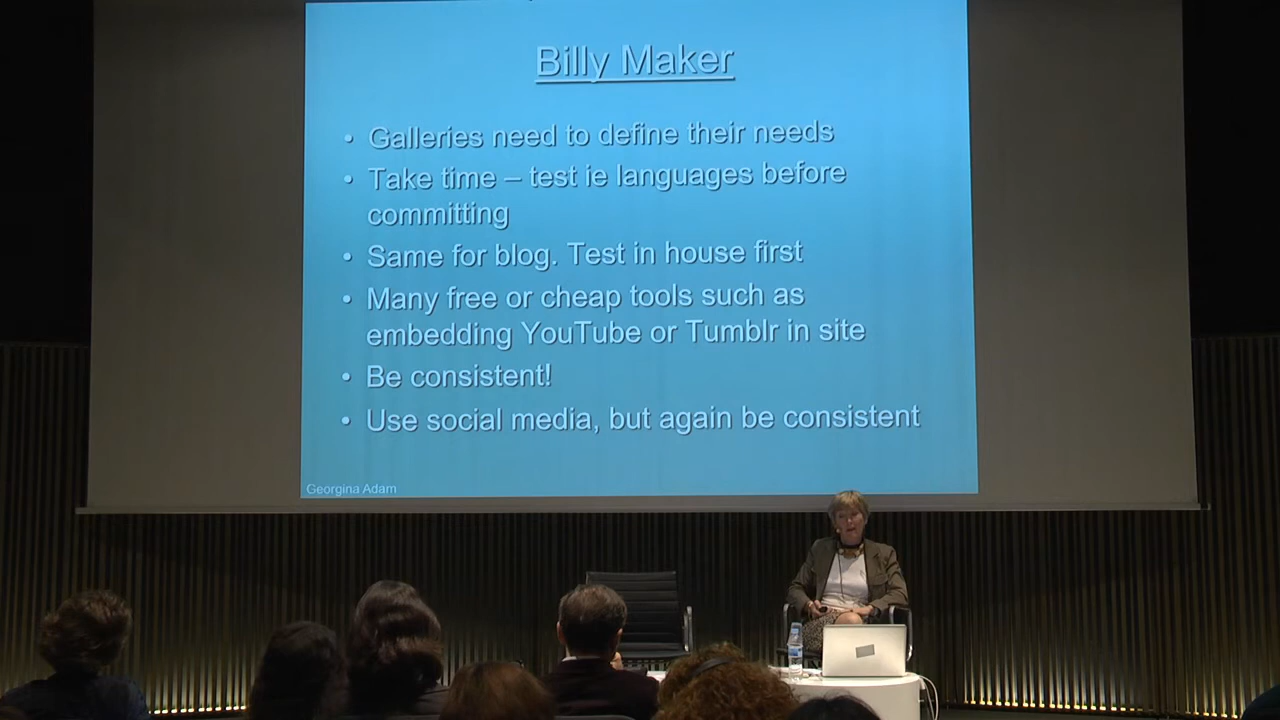 Billy Maker
• Galleries need to define their needs
• Take time – test ie languages before
committing
• Same for blog. Test in house first
• Many free or cheap tools such as
embedding YouTube or Tumblr in site
• Be consistent!
• Use social media, but again be consistent
Georgina Adam